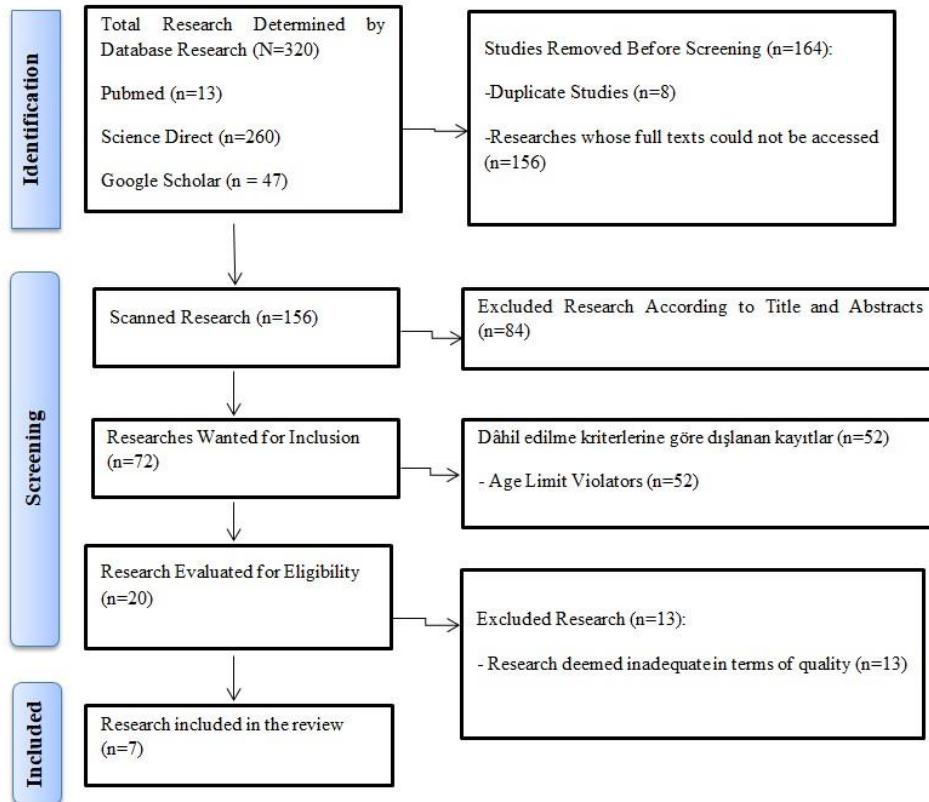 Identification
Total Research Determined by
Database Research (N=320)
Pubmed (n=13)
Science Direct (n=260)
Google Scholar (n = 47)
Studies Removed Before Screening (n=164):
-Duplicate Studies (n=8)
-Researches whose full texts could not be accessed
(n=156)
Screening
Scanned Research (n=156)
Excluded Research According to Title and Abstracts
(n=84)
Researches Wanted for Inclusion
(n=72)
Dâhil edilme kriterlerine göre dışlanan kayıtlar (n=52)
- Age Limit Violators (n=52)
Research Evaluated for Eligibility
(n=20)
Excluded Research (n=13):
- Research deemed inadequate in terms of quality (n=13)
Included
Research included in the review
(n=7)